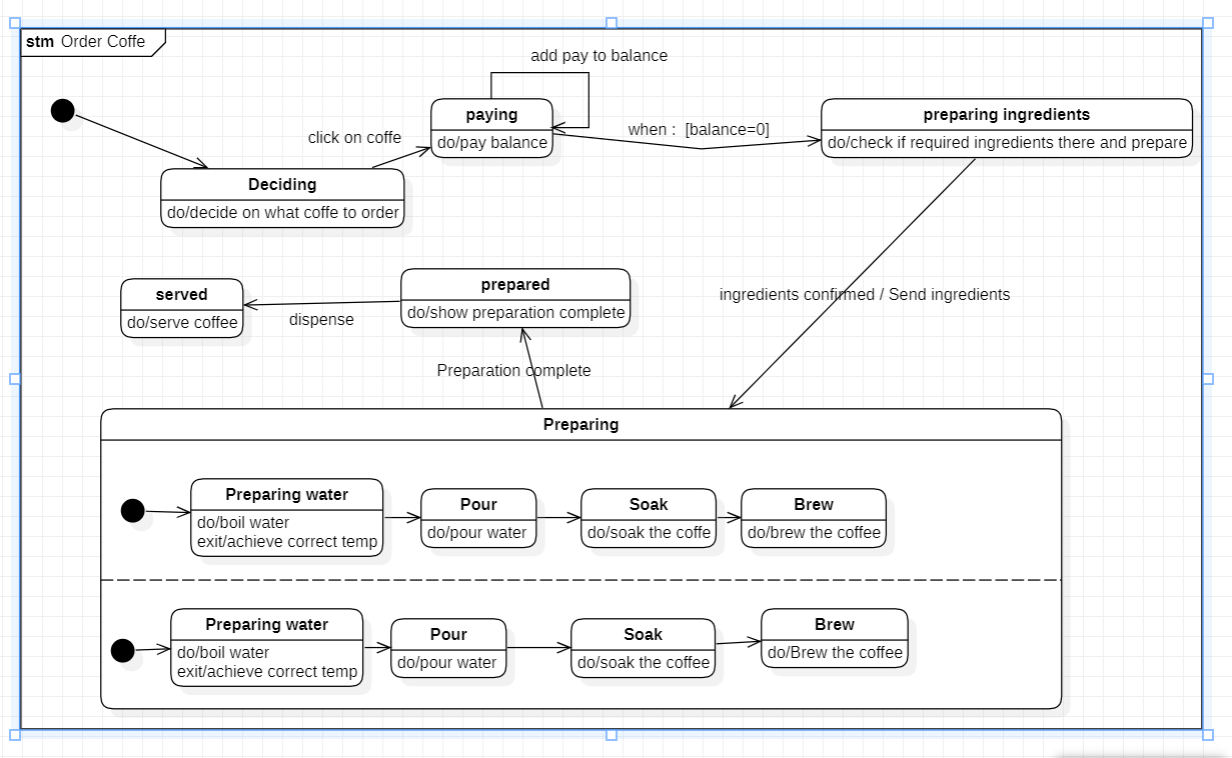 stm Order Coffe
add pay to balance
paying
do/pay balance
click on coffe
when : [balance=0]
preparing ingredients
do/check if required ingredients there and prepare
Deciding
do/decide on what coffe to order
served
do/serve coffee
dispense
prepared
do/show preparation complete
ingredients confirmed / Send ingredients
Preparation complete
Preparing
Preparing water
do/boil water
exit/achieve correct temp
Pour
do/pour water
Soak
do/soak the coffe
Brew
do/brew the coffee
Preparing water
do/boil water
exit/achieve correct temp
Pour
do/pour water
Soak
do/soak the coffee
Brew
do/Brew the coffee